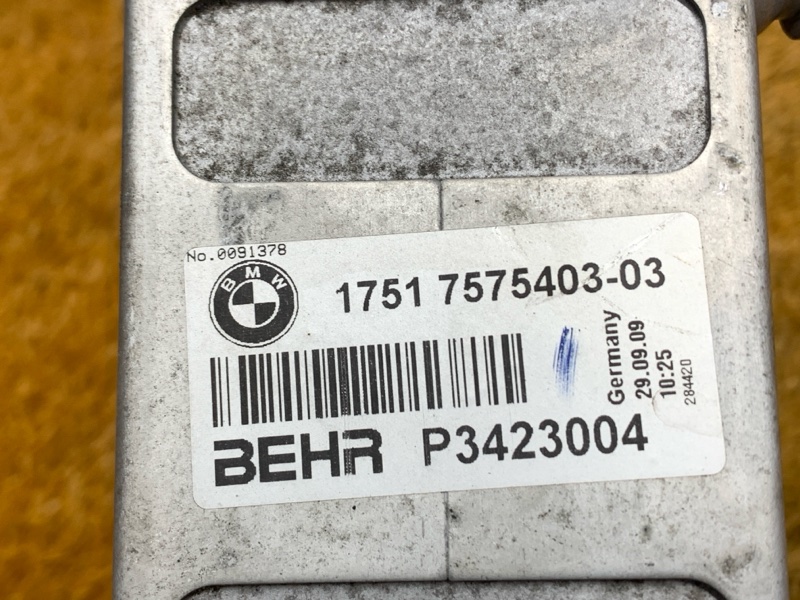 No.0091378
BMW
1751 7575403-03
Germany
29.09.09
10:25
284420
BEHR P3423004